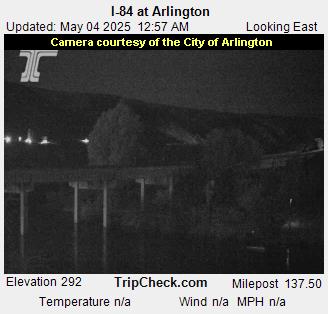 I-84 at Arlington
Updated: May 04 2025 12:57 AM Looking East
Camera courtesy of the City of Arlington
Elevation 292 TripCheck.com Milepost 137.50
Temperature n/a Wind n/a MPH n/a